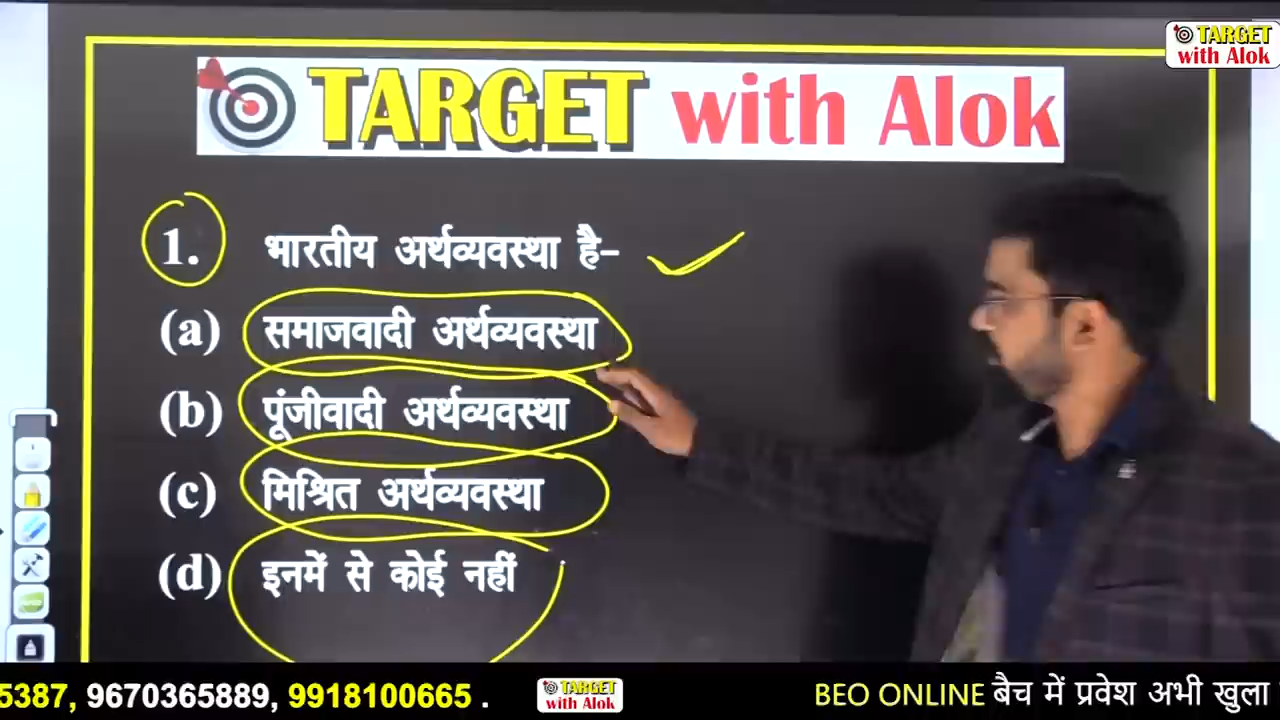 TARGET
with Alok
TARGET with Alok
1. भारतीय अर्थव्यवस्था है-
(a) समाजवादी अर्थव्यवस्था
(b) पूंजीवादी अर्थव्यवस्था
(c) मिश्रित अर्थव्यवस्था
(d) इनमें से कोई नहीं
5387, 9670365889, 9918100665 . TARGET with Alok BEO ONLINE बैच में प्रवेश अभी खुला